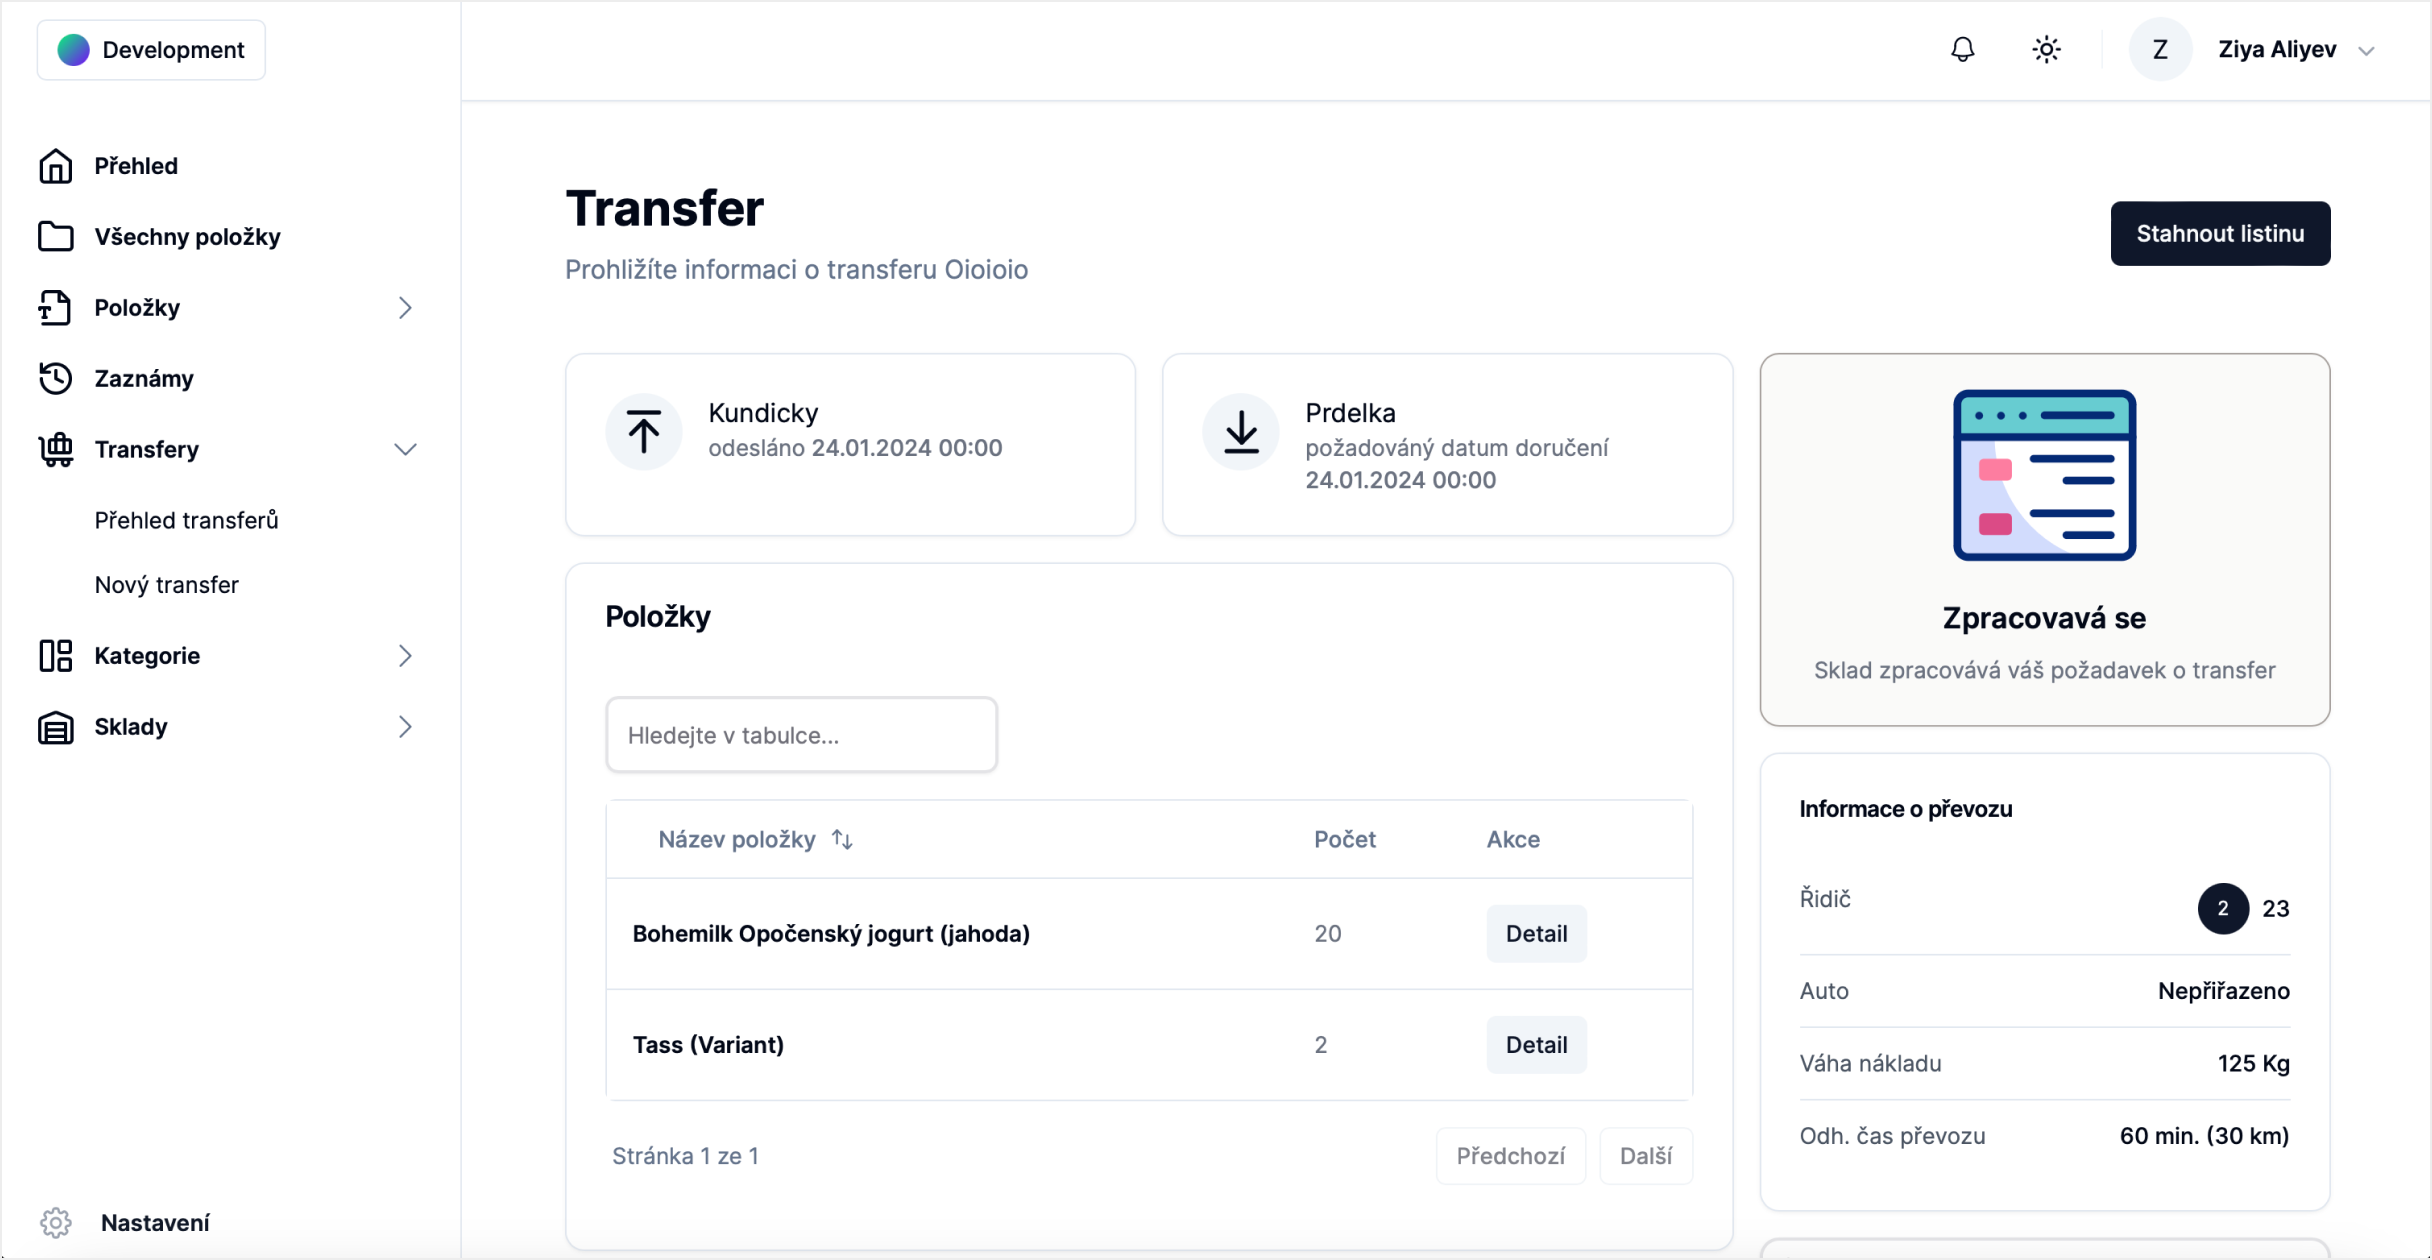 Development
Z
Ziya Aliyev
Přehled
Všechny položky
Položky
Zaznámy
Transfery
Přehled transferů
Nový transfer
Kategorie
Sklady
Nastavení
Transfer
Prohližíte informaci o transferu Oioioio
Stahnout listinu
Kundicky
odesláno 24.01.2024 00:00
Prdelka
požadováný datum doručení
24.01.2024 00:00
Položky
Hledejte v tabulce...
Název položky
Počet
Akce
Bohemilk Opočenský jogurt (jahoda)
20
Detail
Tass (Variant)
2
Detail
Stránka 1 ze 1
Předchozí
Další
Zpracovavá se
Sklad zpracovává váš požadavek o transfer
Informace o převozu
Řidič
2
23
Auto
Nepřiřazeno
Váha nákladu
125 Kg
Odh. čas převozu
60 min. (30 km)